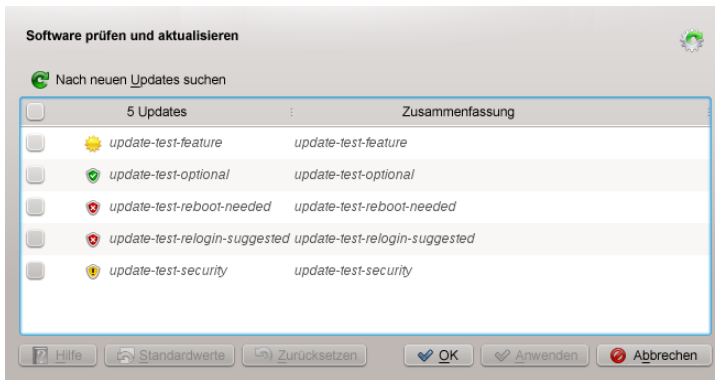 Software prüfen und aktualisieren
Nach neuen Updates suchen
5 Updates Zusammenfassung
update-test-feature update-test-feature
update-test-optional update-test-optional
update-test-reboot-needed update-test-reboot-needed
update-test-relogin-suggested update-test-relogin-suggested
update-test-security update-test-security
Hilfe Standardwerte Zurücksetzen OK Anwenden Abbrechen